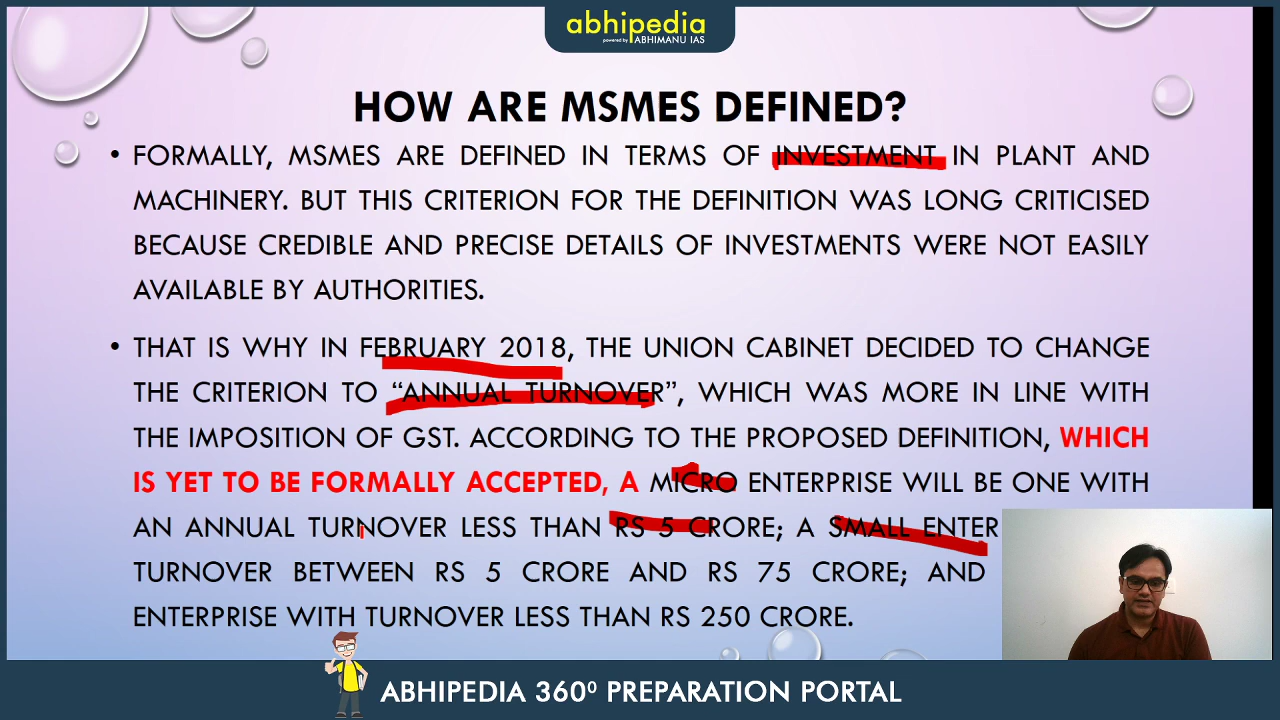 abhipedia
powered by ABHIMANU IAS
HOW ARE MSMES DEFINED?
• FORMALLY, MSMES ARE DEFINED IN TERMS OF INVESTMENT IN PLANT AND
MACHINERY. BUT THIS CRITERION FOR THE DEFINITION WAS LONG CRITICISED
BECAUSE CREDIBLE AND PRECISE DETAILS OF INVESTMENTS WERE NOT EASILY
AVAILABLE BY AUTHORITIES.
• THAT IS WHY IN FEBRUARY 2018, THE UNION CABINET DECIDED TO CHANGE
THE CRITERION TO “ANNUAL TURNOVER”, WHICH WAS MORE IN LINE WITH
THE IMPOSITION OF GST. ACCORDING TO THE PROPOSED DEFINITION, WHICH
IS YET TO BE FORMALLY ACCEPTED, A MICRO ENTERPRISE WILL BE ONE WITH
AN ANNUAL TURNOVER LESS THAN RS 5 CRORE; A SMALL ENTER
TURNOVER BETWEEN RS 5 CRORE AND RS 75 CRORE; AND
ENTERPRISE WITH TURNOVER LESS THAN RS 250 CRORE.
ABHIPEDIA 360⁰ PREPARATION PORTAL